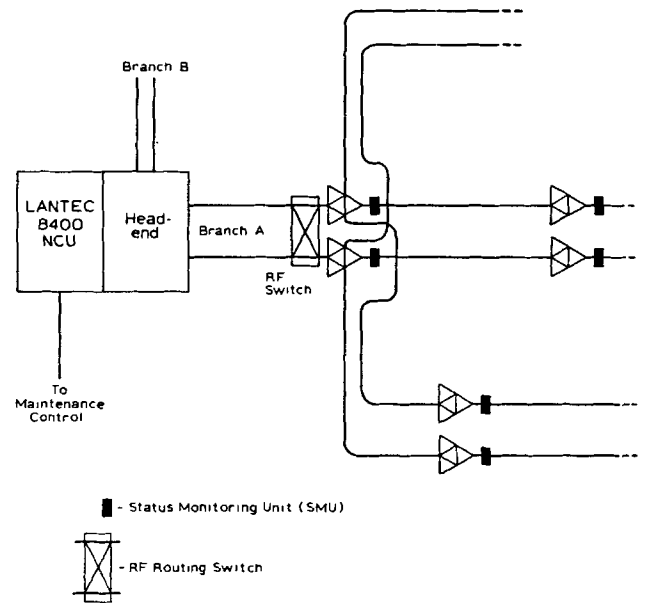 Branch B
LANTEC
8400
NCU
Head-
end
Branch A
RF
Switch
To
Maintenance
Control
- Status Monitoring Unit (SMU)
- RF Routing Switch